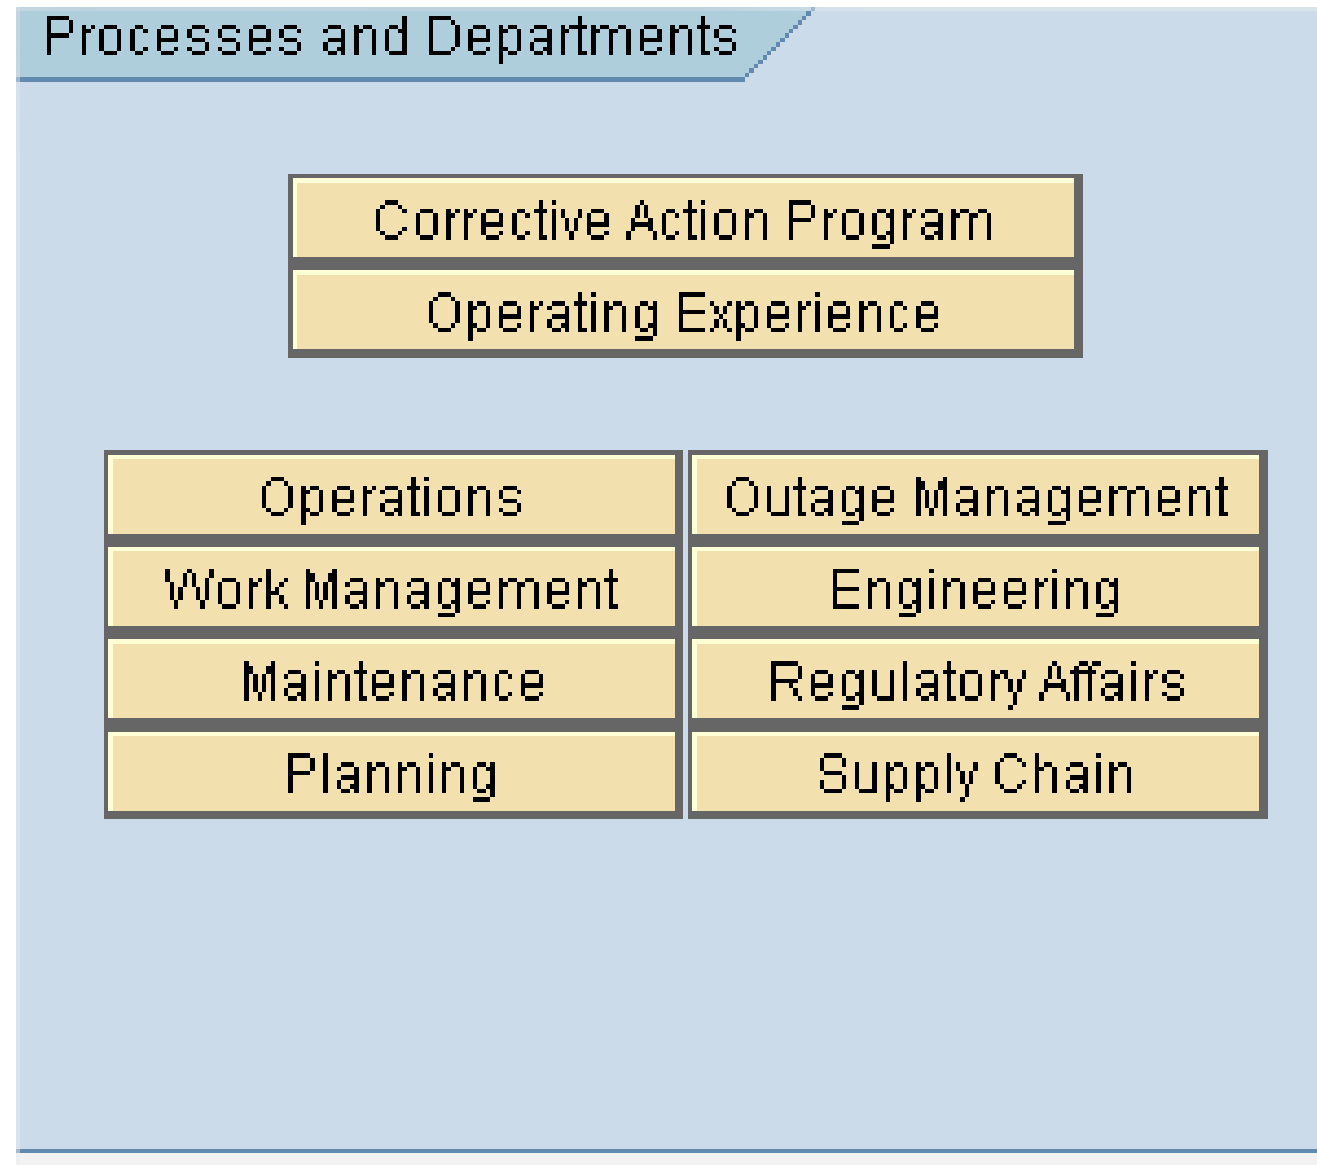 Processes and Departments
Corrective Action Program
Operating Experience
Operations
Outage Management
Work Management
Engineering
Maintenance
Regulatory Affairs
Planning
Supply Chain